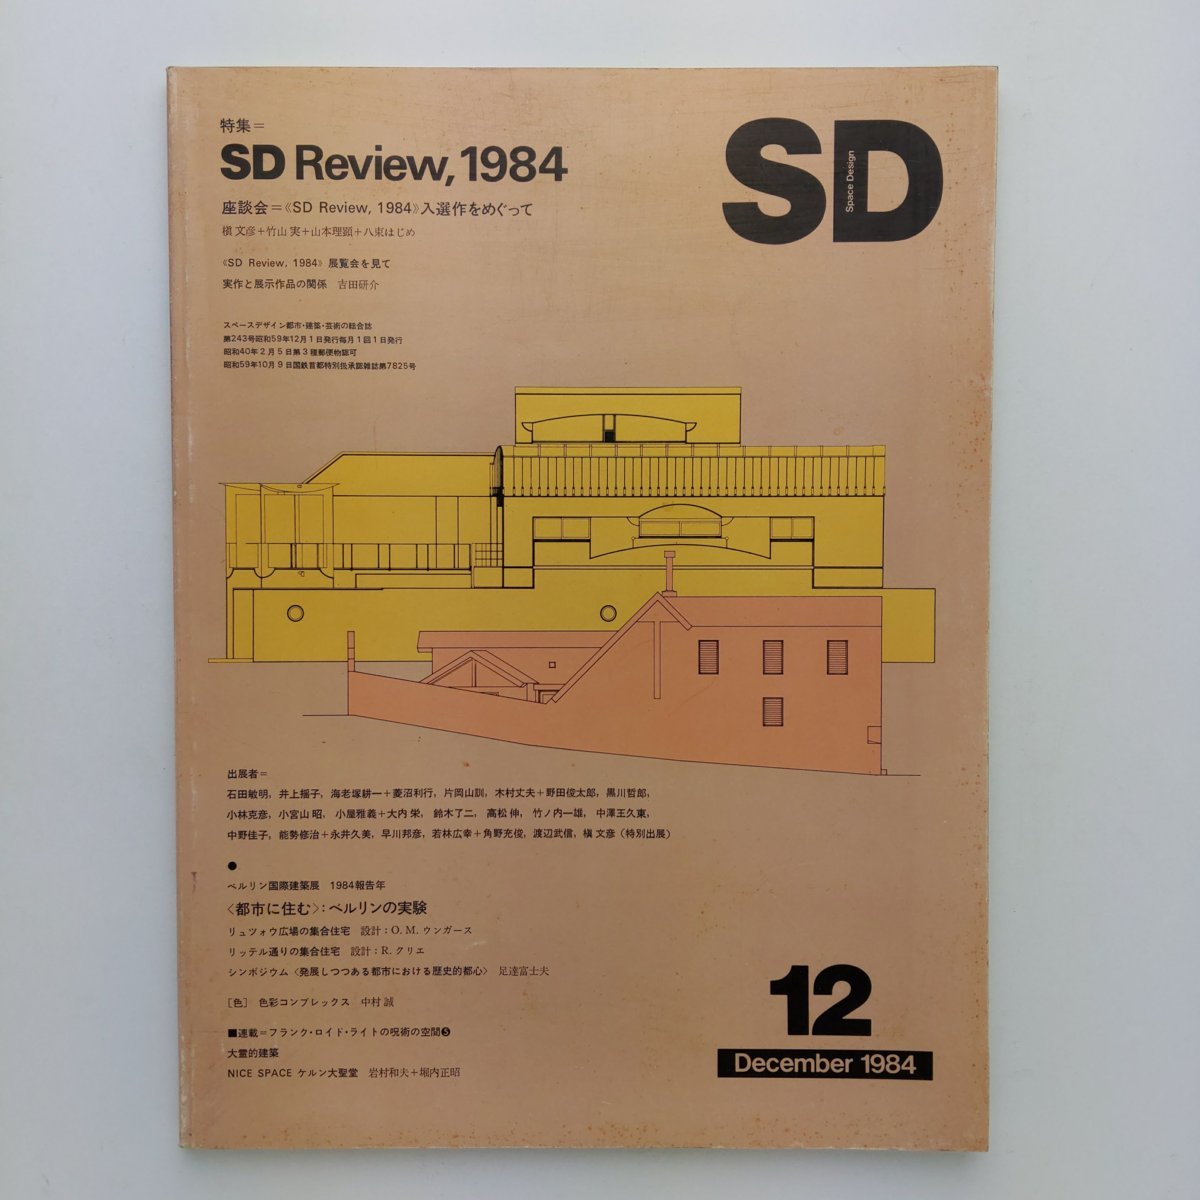 特集=
SD Review, 1984
座談会=《SD Review, 1984》入選作をめぐって
槇 文彦+竹山 実+山本理顕+八束はじめ
《SD Review, 1984》 展覧会を見て
実作と展示作品の関係 吉田研介
SD
Space Design
スペースデザイン都市・建築・芸術の総合誌
第243号昭和59年12月1日発行毎月1回1日発行
昭和40年2月5日第3種郵便物認可
昭和59年10月9日国鉄首都特別扱承認雑誌第7825号
出展者=
石田敏明, 井上揺子, 海老塚耕一+菱沼利行, 片岡山訓, 木村丈夫+野田俊太郎, 黒川哲郎,
小林克彦, 小宮山 昭, 小屋雅義+大内 栄, 鈴木了二, 高松 伸, 竹ノ内一雄, 中澤王久東,
中野佳子, 能勢修治+永井久美, 早川邦彦, 若林広幸+角野充俊, 渡辺武信, 槇 文彦(特別出展)
●
ベルリン国際建築展 1984報告年
〈都市に住む〉:ベルリンの実験
リュツォウ広場の集合住宅 設計:O.M.ウンガース
リッテル通りの集合住宅 設計:R.クリエ
シンポジウム〈発展しつつある都市における歴史的都心〉 足達富士夫
[色] 色彩コンプレックス 中村 誠
■連載=フランク・ロイド・ライトの呪術の空間❺
大霊的建築
NICE SPACE ケルン大聖堂 岩村和夫+堀内正昭
12
December 1984